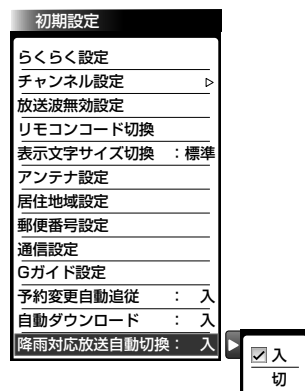 初期設定
らくらく設定
チャンネル設定
放送波無効設定
リモコンコード切換
表示文字サイズ切換 ：標準
アンテナ設定
居住地域設定
郵便番号設定
通信設定
Gガイド設定
予約変更自動追従 ： 入
自動ダウンロード ： 入
降雨対応放送自動切換： 入
入
切